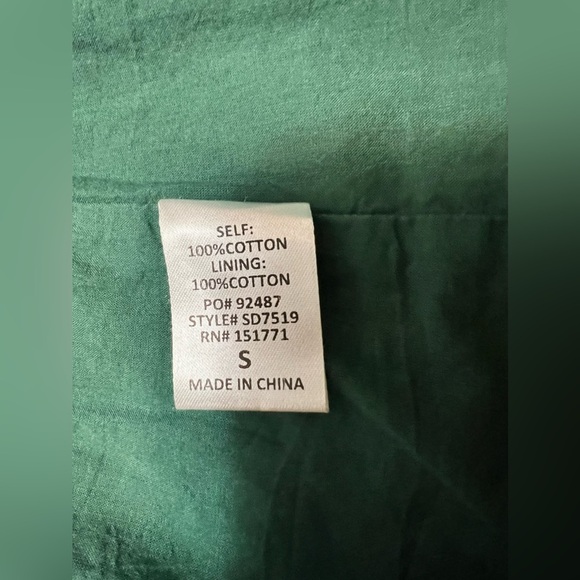 SELF:
100%COTTON
LINING:
100%COTTON
PO# 92487
STYLE# SD7519
RN# 151771
S
MADE IN CHINA